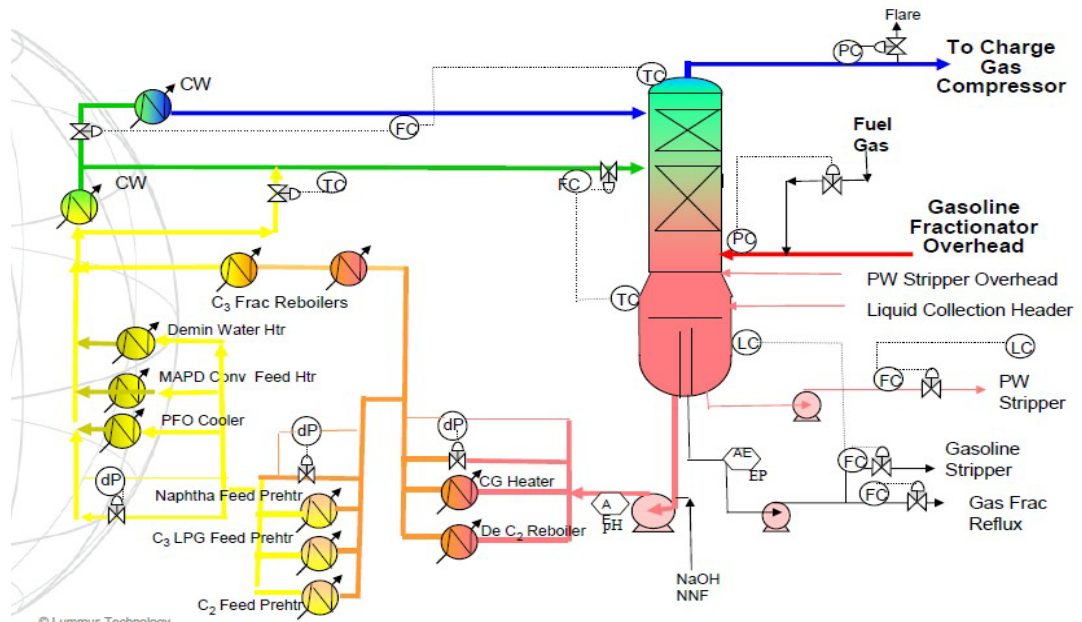 Flare
PC
To Charge
Gas
Compressor
TC
CW
FC
Fuel
Gas
CW
TC
FC
PC
Gasoline
Fractionator
Overhead
PW Stripper Overhead
C3 Frac Reboilers
TC
Liquid Collection Header
Demin Water Htr
LC
LC
MAPD Conv Feed Htr
FC
PW
Stripper
PFO Cooler
dP
dP
AE
EP
FC
Gasoline
Stripper
dP
Naphtha Feed Prehtr
CG Heater
A
PH
FC
Gas Frac
Reflux
C3 LPG Feed Prehtr
De C2 Reboiler
NaOH
NNF
C2 Feed Prehtr
© Lummus Technology